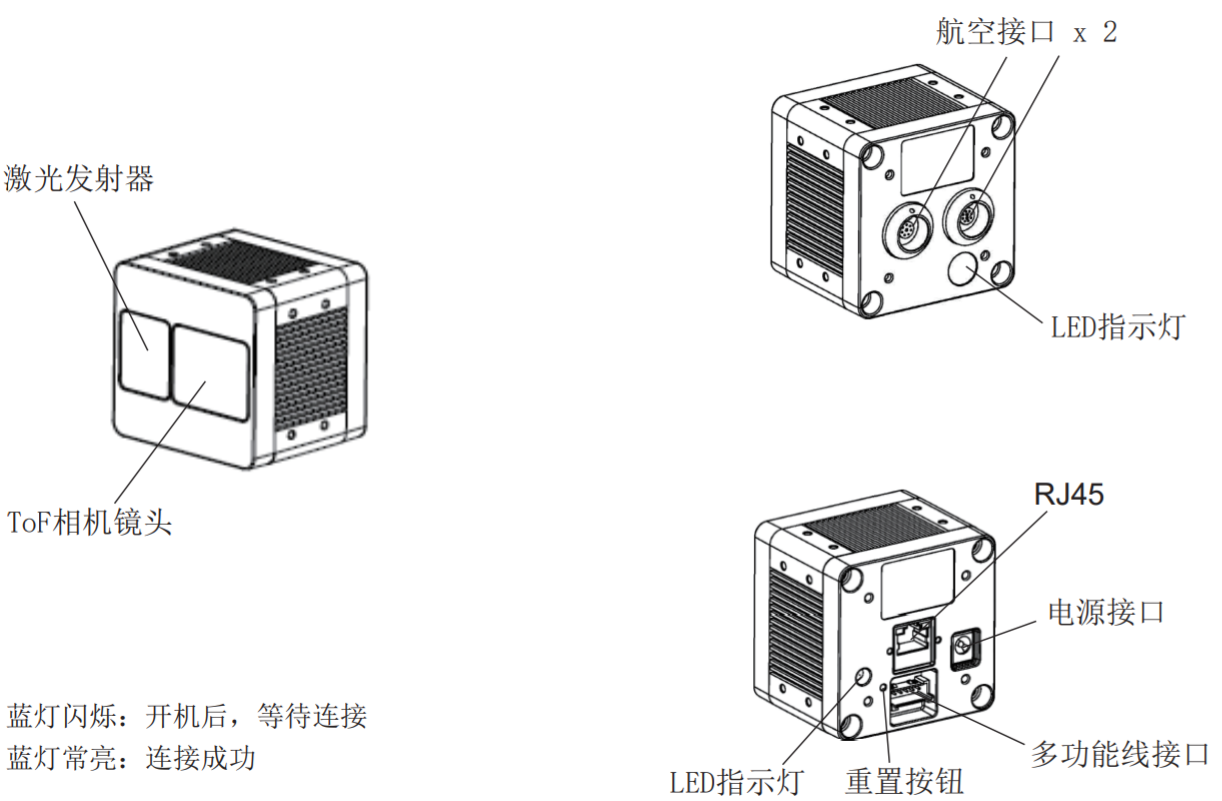 航空接口 x 2
激光发射器
LED指示灯
ToF相机镜头
RJ45
电源接口
多功能线接口
LED指示灯
重置按钮
蓝灯闪烁：开机后，等待连接
蓝灯常亮：连接成功